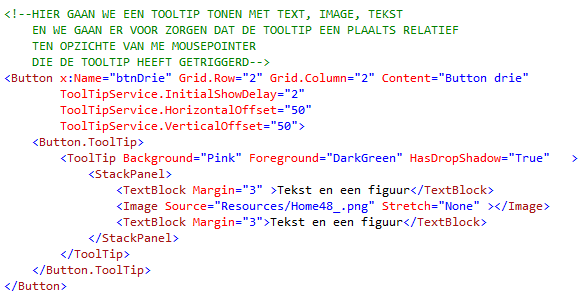 <!--HIER GAAN WE EEN TOOLTIP TONEN MET TEXT, IMAGE, TEKST
    EN WE GAAN ER VOOR ZORGEN DAT DE TOOLTIP EEN PLAALTS RELATIEF
    TEN OPZICHTE VAN ME MOUSEPOINTER
    DIE DE TOOLTIP HEEFT GETRIGGERD-->
<Button x:Name="btnDrie" Grid.Row="2" Grid.Column="2" Content="Button drie"
        ToolTipService.InitialShowDelay="2"
        ToolTipService.HorizontalOffset="50"
        ToolTipService.VerticalOffset="50">
    <Button.ToolTip>
        <ToolTip Background="Pink" Foreground="DarkGreen" HasDropShadow="True"   >
            <StackPanel>
                <TextBlock Margin="3" >Tekst en een figuur</TextBlock>
                <Image Source="Resources/Home48_.png" Stretch="None" ></Image>
                <TextBlock Margin="3">Tekst en een figuur</TextBlock>
            </StackPanel>
        </ToolTip>
    </Button.ToolTip>
</Button>